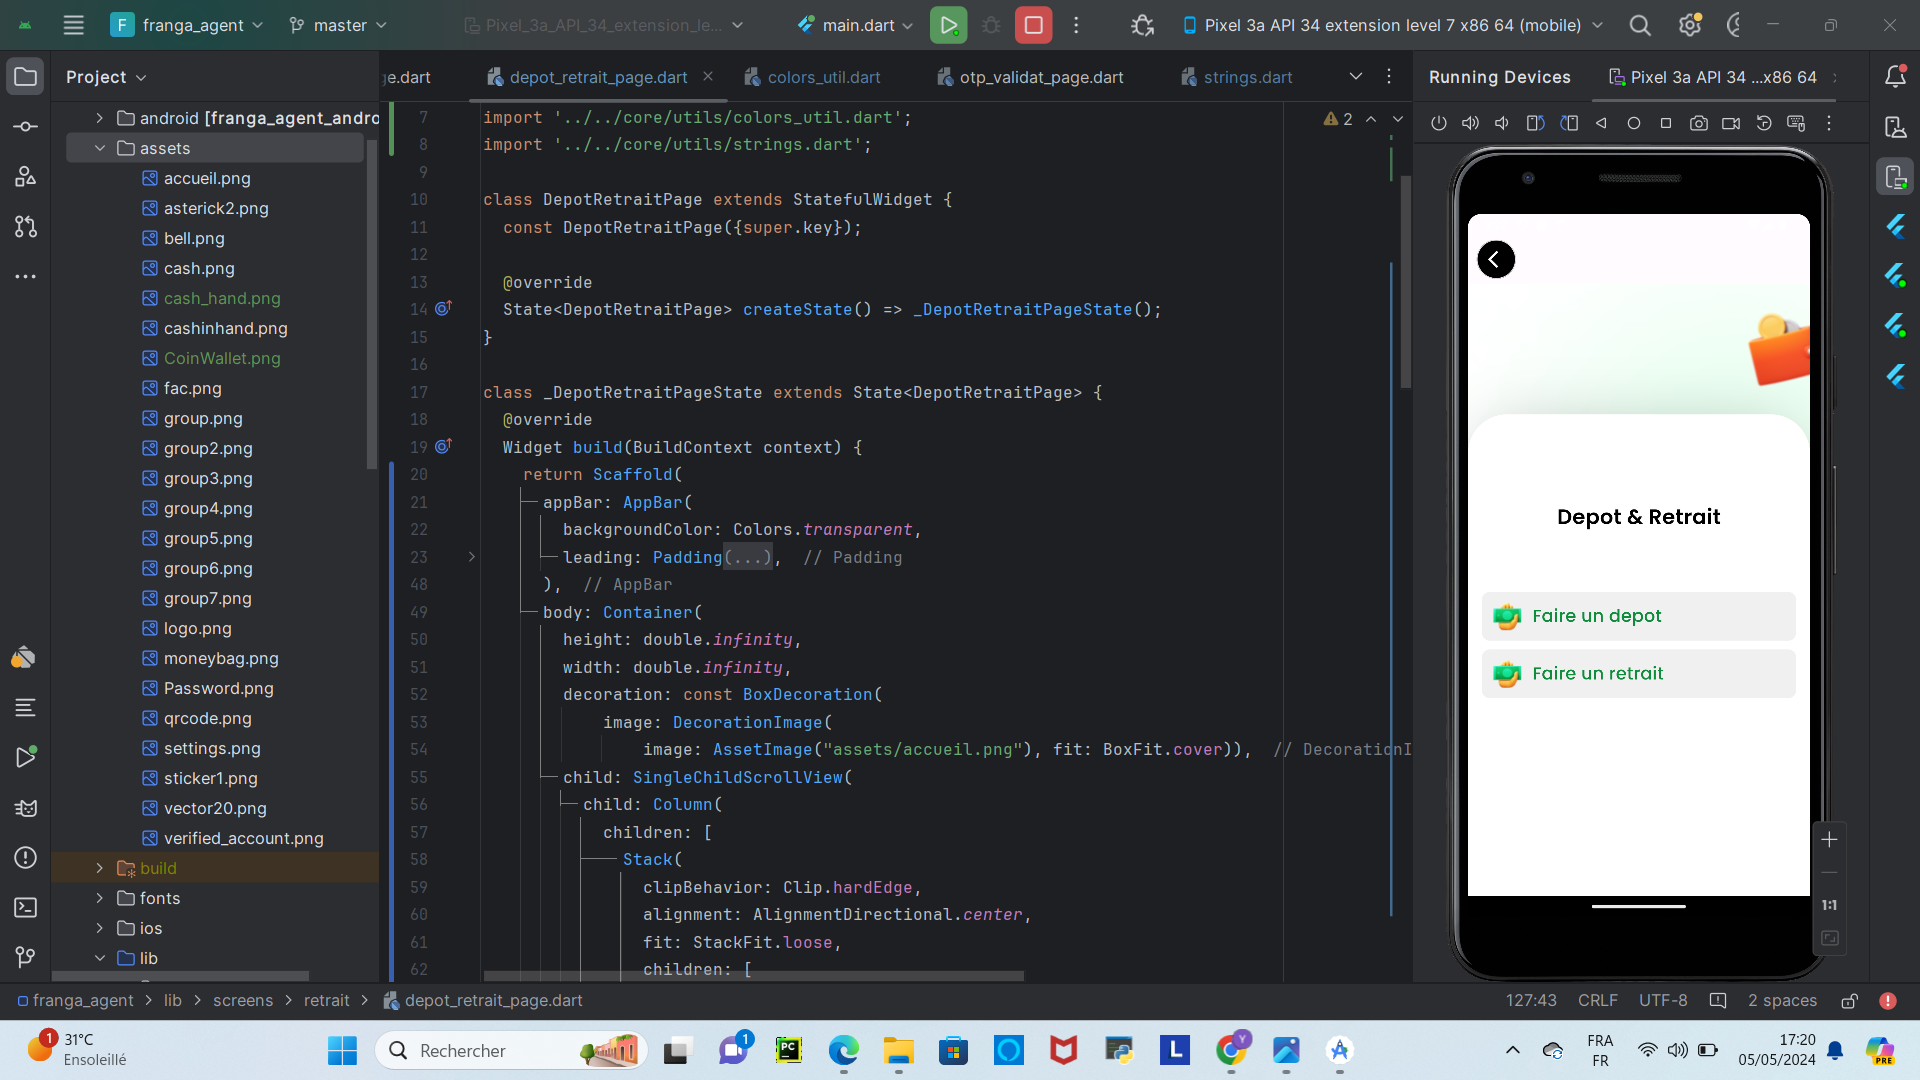 F franga_agent master Pixel_3a_API_34_extension_le... main.dart Pixel 3a API 34 extension level 7 x86 64 (mobile)
Project ge.dart depot_retrait_page.dart colors_util.dart otp_validat_page.dart strings.dart Running Devices Pixel 3a API 34 ...x86 64
android [franga_agent_andro
assets
accueil.png
asterick2.png
bell.png
cash.png
cash_hand.png
cashinhand.png
CoinWallet.png
fac.png
group.png
group2.png
group3.png
group4.png
group5.png
group6.png
group7.png
logo.png
moneybag.png
Password.png
qrcode.png
settings.png
sticker1.png
vector20.png
verified_account.png
build
fonts
ios
lib
7 import '../../core/utils/colors_util.dart'; 2
8 import '../../core/utils/strings.dart';
9
10 class DepotRetraitPage extends StatefulWidget {
11 const DepotRetraitPage({super.key});
12
13 @override
14 State<DepotRetraitPage> createState() => _DepotRetraitPageState();
15 }
16
17 class _DepotRetraitPageState extends State<DepotRetraitPage> {
18 @override
19 Widget build(BuildContext context) {
20 return Scaffold(
21 appBar: AppBar(
22 backgroundColor: Colors.transparent,
23 leading: Padding(...), // Padding
48 ), // AppBar
49 body: Container(
50 height: double.infinity,
51 width: double.infinity,
52 decoration: const BoxDecoration(
53 image: DecorationImage(
54 image: AssetImage("assets/accueil.png"), fit: BoxFit.cover)), // DecorationI
55 child: SingleChildScrollView(
56 child: Column(
57 children: [
58 Stack(
59 clipBehavior: Clip.hardEdge,
60 alignment: AlignmentDirectional.center,
61 fit: StackFit.loose,
62 children: [
Depot & Retrait
Faire un depot
Faire un retrait
1:1
franga_agent > lib > screens > retrait > depot_retrait_page.dart 127:43 CRLF UTF-8 2 spaces
1 31°C
Ensoleillé
Rechercher
1
PC
L
Y
PRE
FRA
FR
17:20
05/05/2024